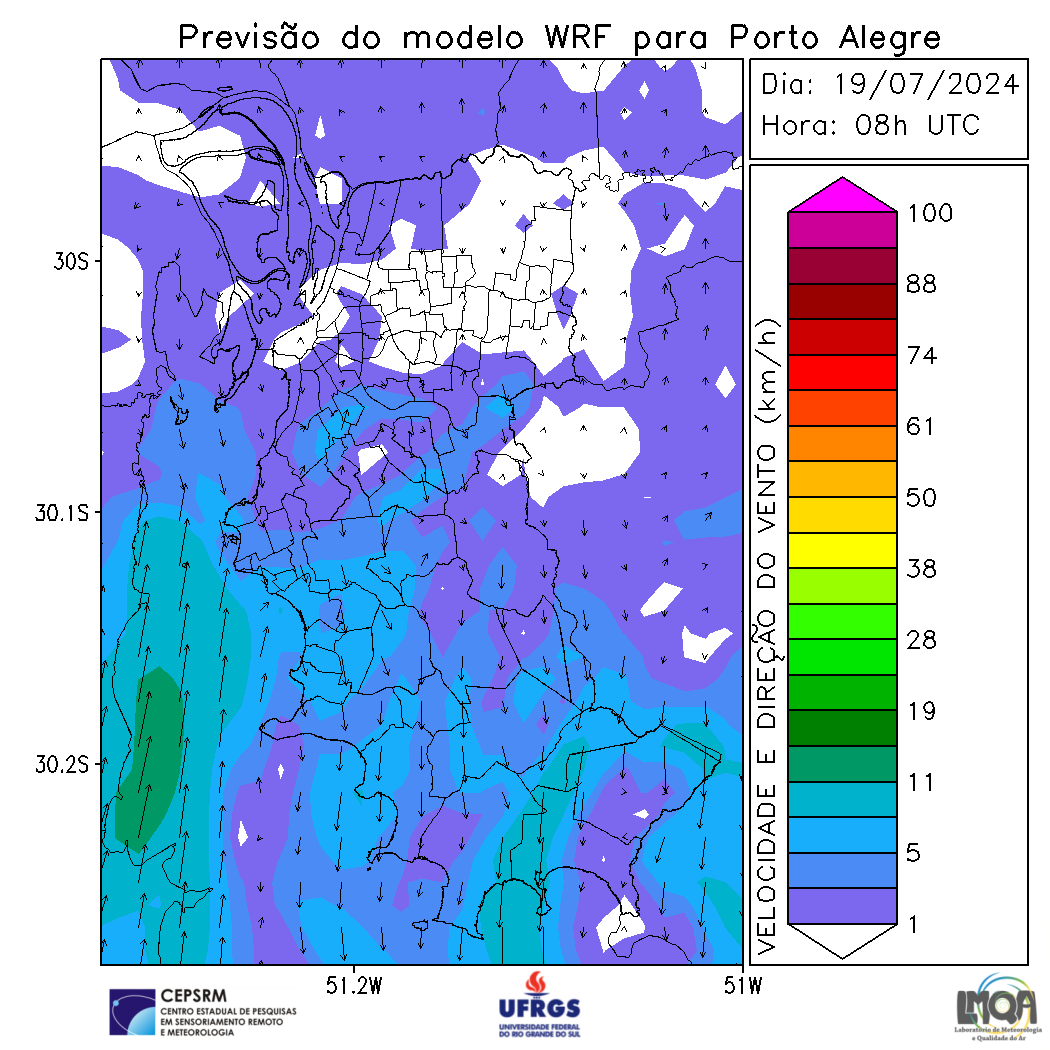 Previsão do modelo WRF para Porto Alegre
Dia: 19/07/2024
Hora: 08h UTC
30S
30.1S
30.2S
51.2W
51W
VELOCIDADE E DIREÇÃO DO VENTO (km/h)
100
88
74
61
50
38
28
19
11
5
1
CEPSRM
CENTRO ESTADUAL DE PESQUISAS
EM SENSORIAMENTO REMOTO
E METEOROLOGIA
UFRGS
UNIVERSIDADE FEDERAL
DO RIO GRANDE DO SUL
LMQA
Laboratório de Meteorologia
e Qualidade do Ar